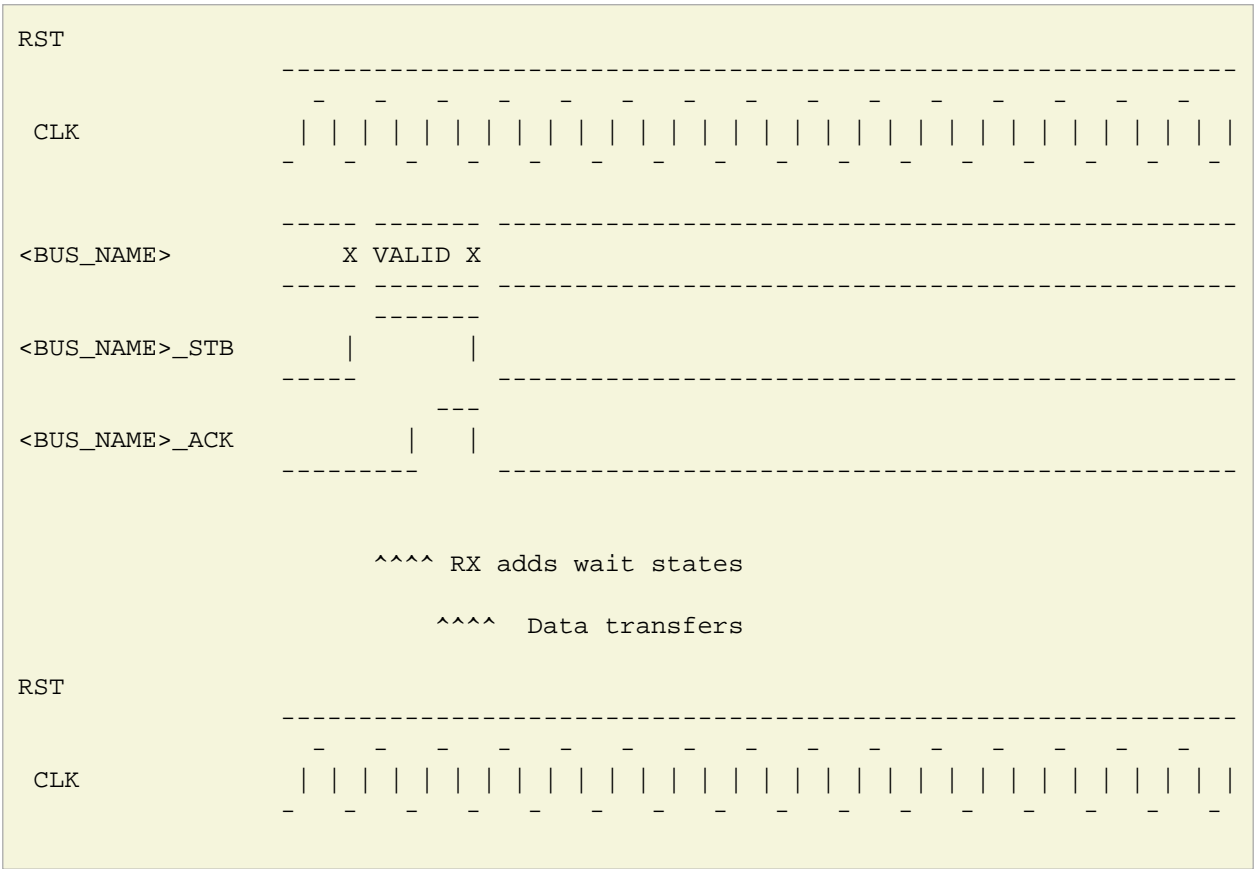 RST
                 --------------------------------------------------------------
                   -   -   -   -   -   -   -   -   -   -   -   -   -   -   -
 CLK              | | | | | | | | | | | | | | | | | | | | | | | | | | | | | | |
                 -   -   -   -   -   -   -   -   -   -   -   -   -   -   -   -
                 ----- ------- ------------------------------------------------
<BUS_NAME>           X VALID X
                 ----- ------- ------------------------------------------------
                       -------
<BUS_NAME>_STB       |       |
                 -----         ------------------------------------------------
                           ---
<BUS_NAME>_ACK           |   |
                 ---------     ------------------------------------------------
                       ^^^^ RX adds wait states
                           ^^^^  Data transfers
RST
                 --------------------------------------------------------------
                   -   -   -   -   -   -   -   -   -   -   -   -   -   -   -
 CLK              | | | | | | | | | | | | | | | | | | | | | | | | | | | | | | |
                 -   -   -   -   -   -   -   -   -   -   -   -   -   -   -   -